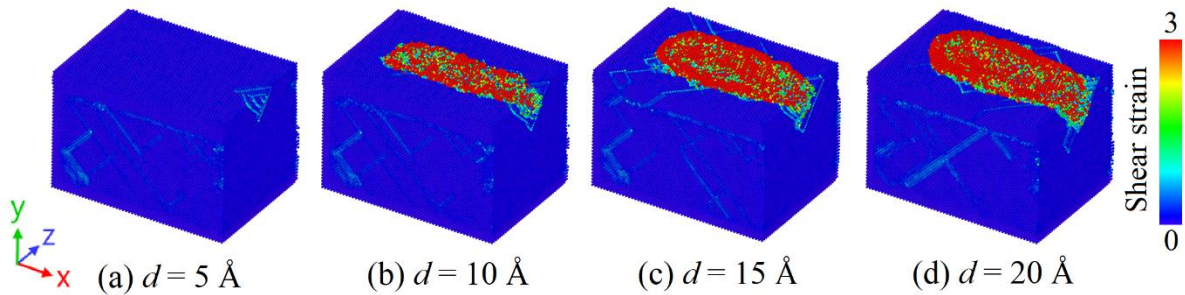 3
Shear strain
0
y
z
x
(a) d = 5 Å
(b) d = 10 Å
(c) d = 15 Å
(d) d = 20 Å